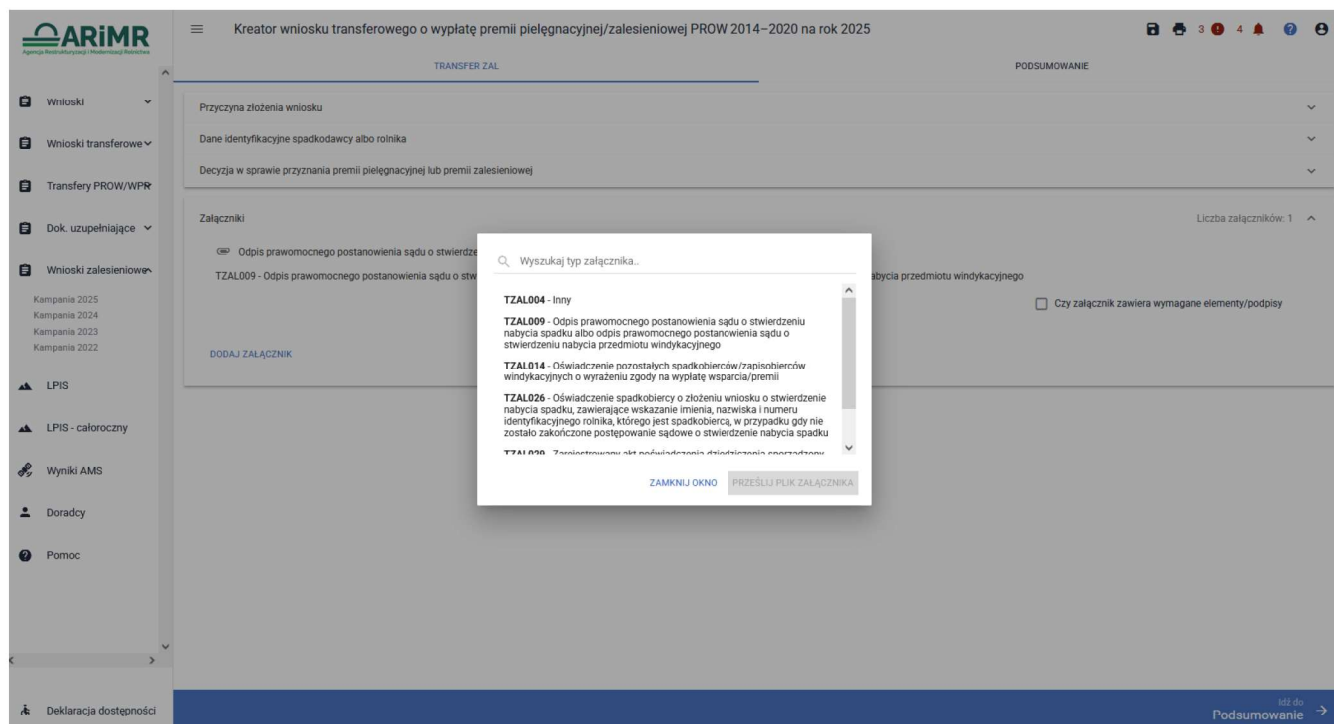 ARiMR
Agencja Restrukturyzacji i Modernizacji Rolnictwa
Kreator wniosku transferowego o wypłatę premii pielęgnacyjnej/zalesieniowej PROW 2014–2020 na rok 2025
3
4
TRANSFER ZAL
PODSUMOWANIE
Wnioski
Wnioski transferowe
Transfery PROW/WPR
Dok. uzupełniające
Wnioski zalesieniowe
Kampania 2025
Kampania 2024
Kampania 2023
Kampania 2022
LPIS
LPIS - całoroczny
Wyniki AMS
Doradcy
Pomoc
Deklaracja dostępności
Przyczyna złożenia wniosku
Dane identyfikacyjne spadkodawcy albo rolnika
Decyzja w sprawie przyznania premii pielęgnacyjnej lub premii zalesieniowej
Załączniki
Liczba załączników: 1
Odpis prawomocnego postanowienia sądu o stwierdze
TZAL009 - Odpis prawomocnego postanowienia sądu o stw
abycia przedmiotu windykacyjnego
Czy załącznik zawiera wymagane elementy/podpisy
DODAJ ZAŁĄCZNIK
Wyszukaj typ załącznika..
TZAL004 - Inny
TZAL009 - Odpis prawomocnego postanowienia sądu o stwierdzeniu
nabycia spadku albo odpis prawomocnego postanowienia sądu o
stwierdzeniu nabycia przedmiotu windykacyjnego
TZAL014 - Oświadczenie pozostałych spadkobierców/zapisobierców
windykacyjnych o wyrażeniu zgody na wypłatę wsparcia/premii
TZAL026 - Oświadczenie spadkobiercy o złożeniu wniosku o stwierdzenie
nabycia spadku, zawierające wskazanie imienia, nazwiska i numeru
identyfikacyjnego rolnika, którego jest spadkobiercą, w przypadku gdy nie
zostało zakończone postępowanie sądowe o stwierdzenie nabycia spadku
TZAL029 - Zarejestrowany akt poświadczenia dziedziczenia sporządzony
ZAMKNIJ OKNO
PRZEŚLIJ PLIK ZAŁĄCZNIKA
Idź do
Podsumowanie